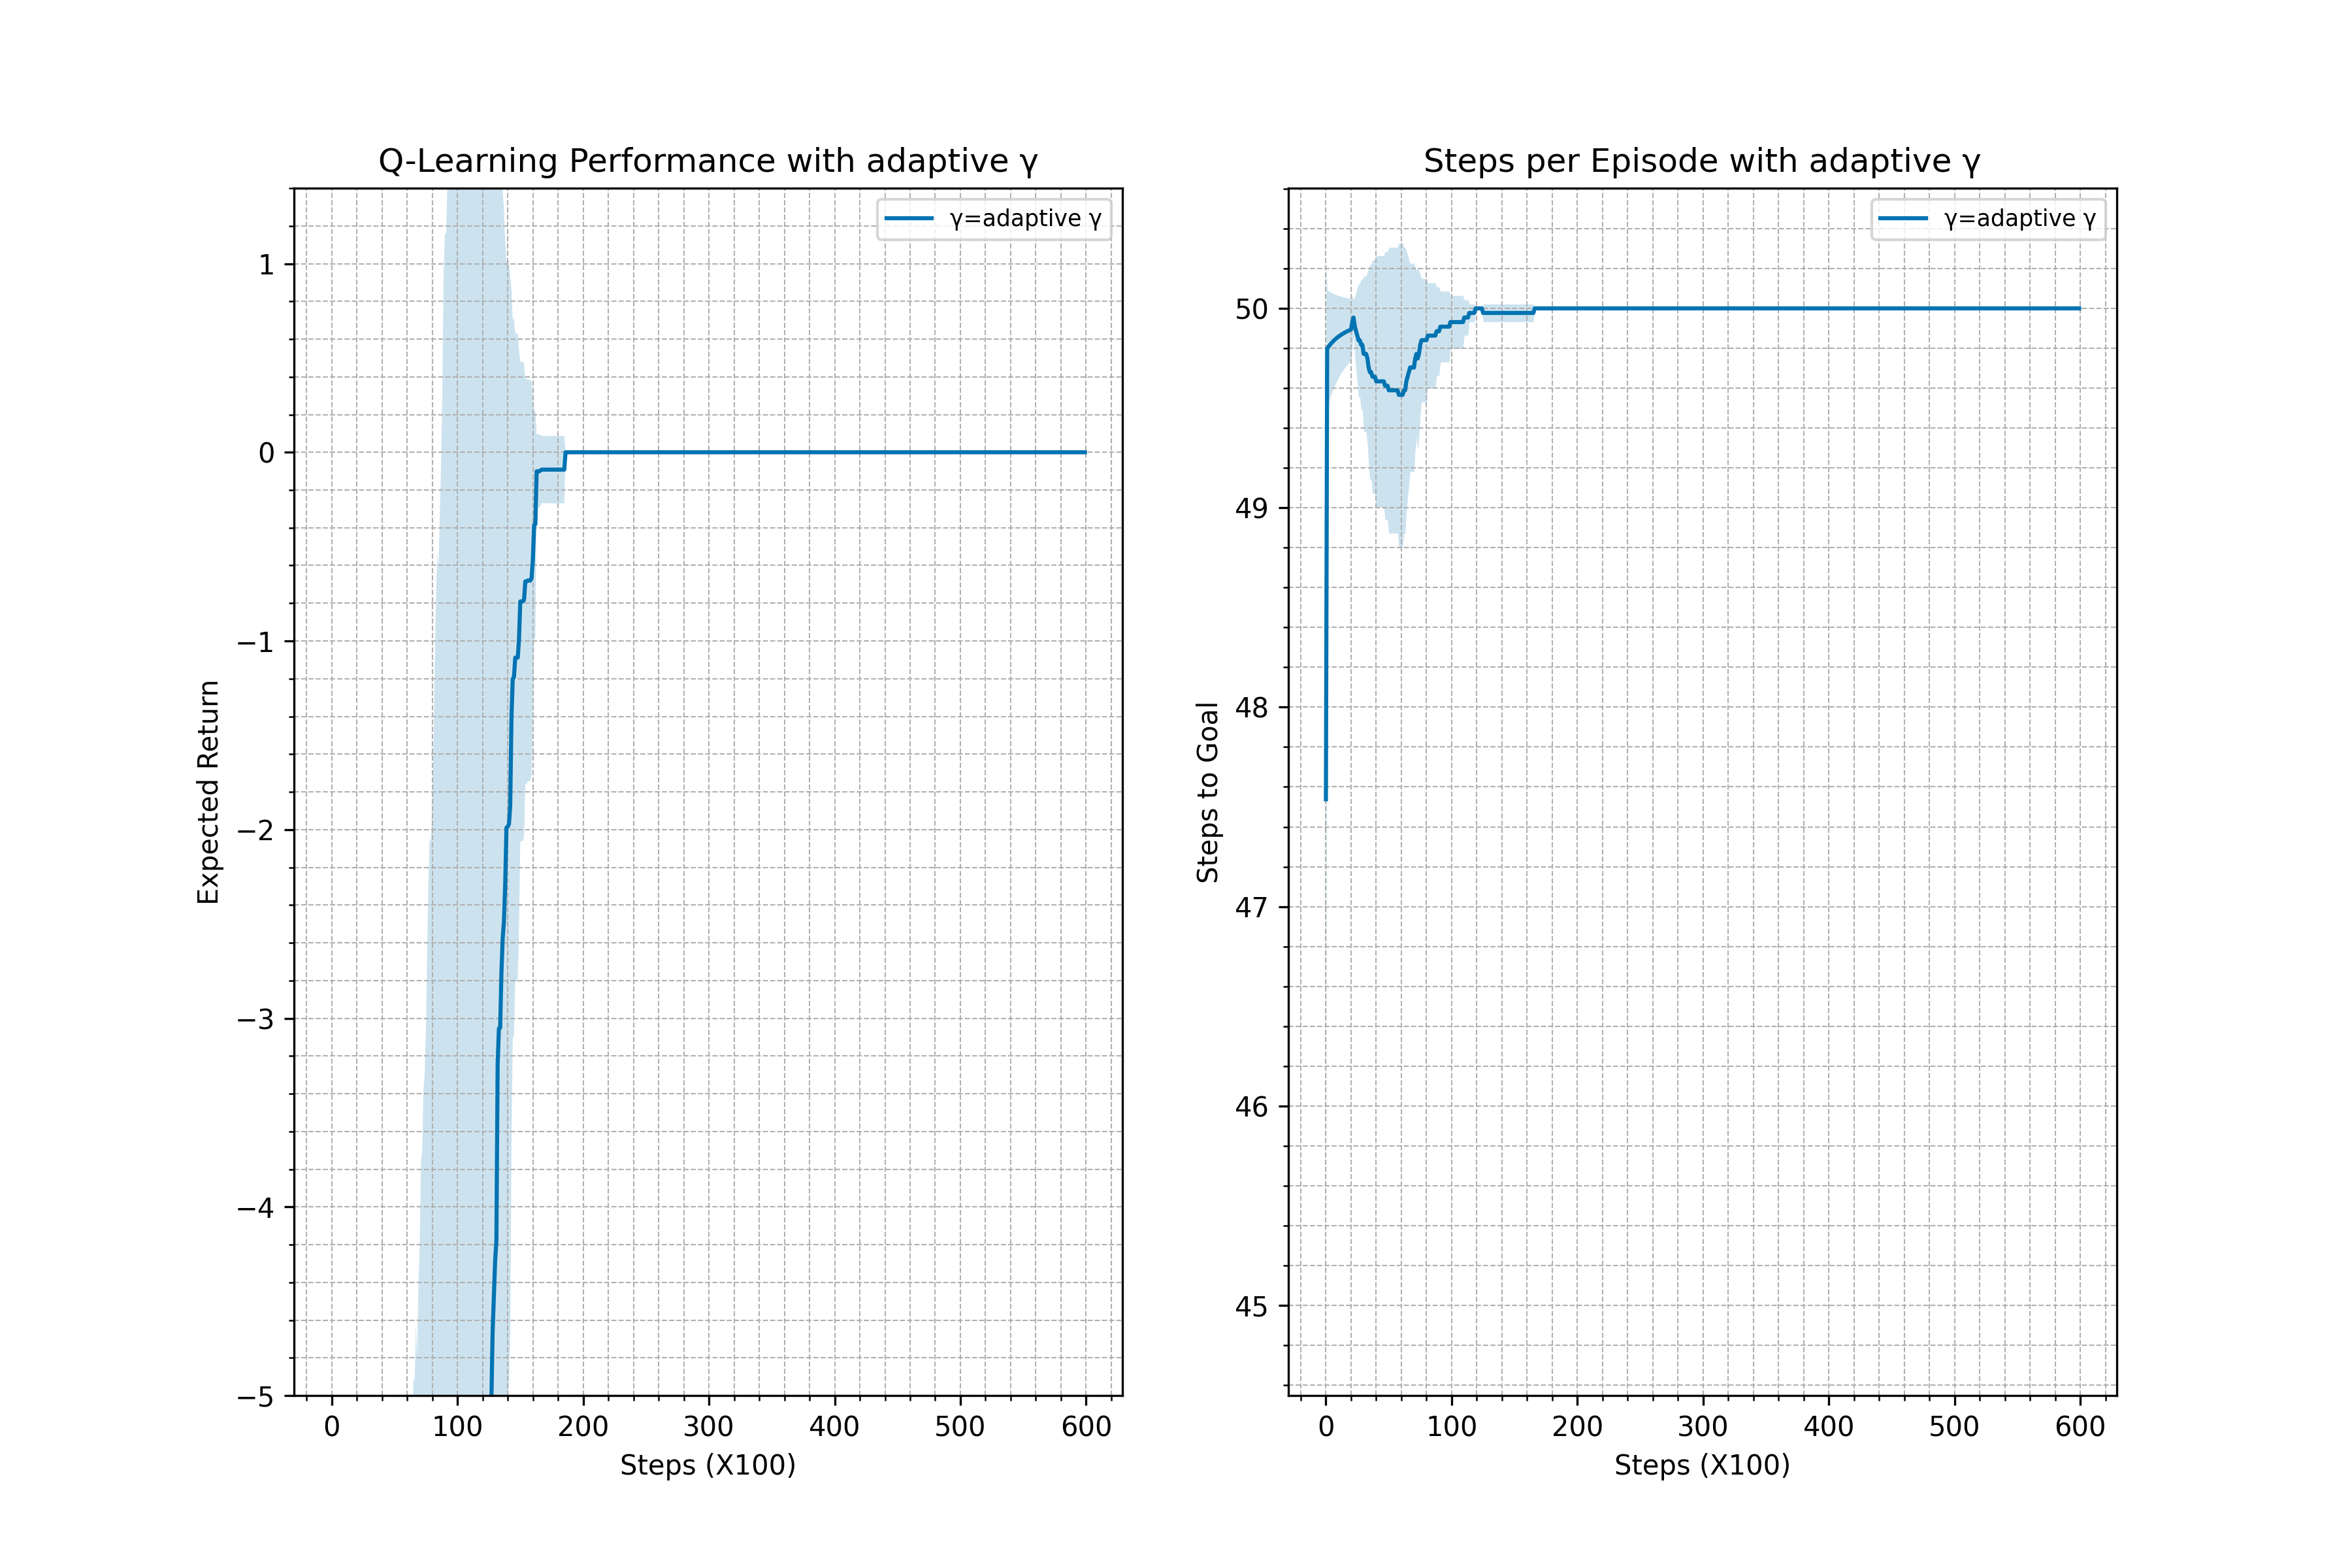 Q-Learning Performance with adaptive γ
γ=adaptive γ
Expected Return
1
0
−1
−2
−3
−4
−5
0 100 200 300 400 500 600
Steps (X100)
Steps per Episode with adaptive γ
γ=adaptive γ
Steps to Goal
50
49
48
47
46
45
0 100 200 300 400 500 600
Steps (X100)